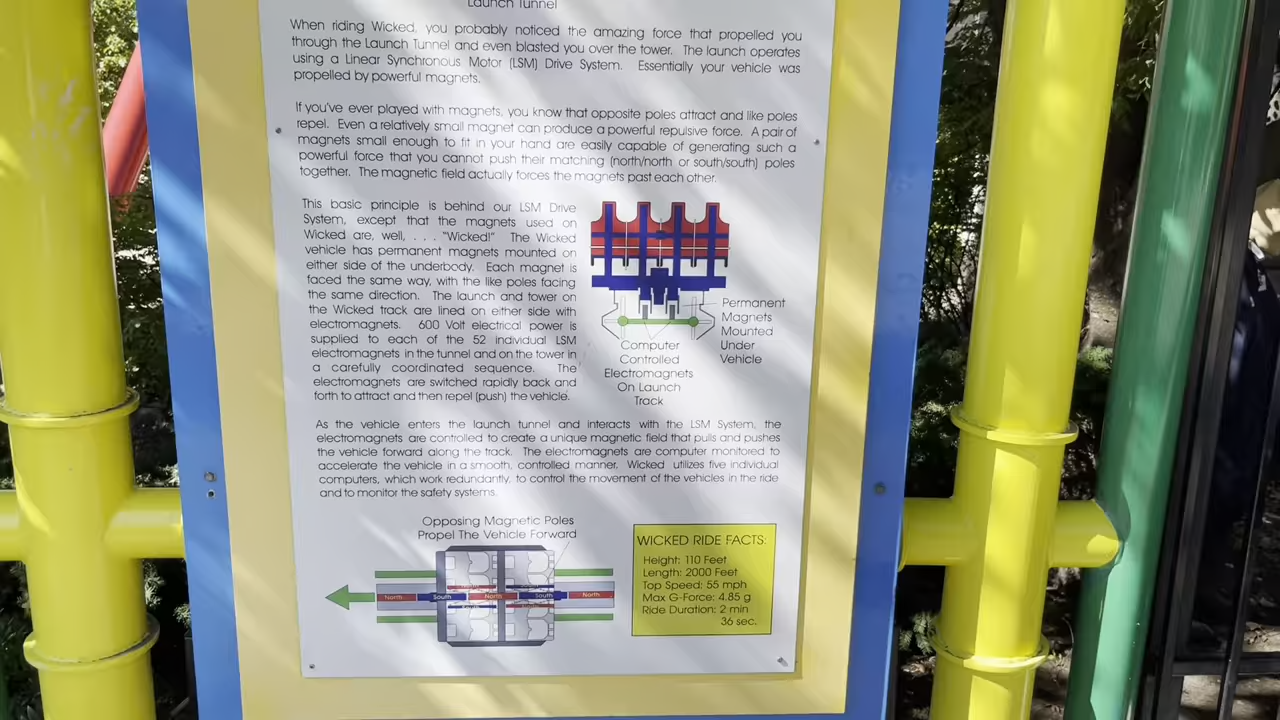 Launch Tunnel
When riding Wicked, you probably noticed the amazing force that propelled you
through the Launch Tunnel and even blasted you over the tower. The launch operates
using a Linear Synchronous Motor (LSM) Drive System. Essentially your vehicle was
propelled by powerful magnets.
If you've ever played with magnets, you know that opposite poles attract and like poles
repel. Even a relatively small magnet can produce a powerful repulsive force. A pair of
magnets small enough to fit in your hand are easily capable of generating such a
powerful force that you cannot push their matching (north/north or south/south) poles
together. The magnetic field actually forces the magnets past each other.
This basic principle is behind our LSM Drive
System, except that the magnets used on
Wicked are, well, . . . "Wicked!" The Wicked
vehicle has permanent magnets mounted on
either side of the underbody. Each magnet is
faced the same way, with the like poles facing
the same direction. The launch and tower on
the Wicked track are lined on either side with
electromagnets. 600 Volt electrical power is
supplied to each of the 52 individual LSM
electromagnets in the tunnel and on the tower in
a carefully coordinated sequence. The
electromagnets are switched rapidly back and
forth to attract and then repel (push) the vehicle.
Permanent
Magnets
Mounted
Under
Vehicle
Computer
Controlled
Electromagnets
On Launch
Track
As the vehicle enters the launch tunnel and interacts with the LSM System, the
electromagnets are controlled to create a unique magnetic field that pulls and pushes
the vehicle forward along the track. The electromagnets are computer monitored to
accelerate the vehicle in a smooth, controlled manner. Wicked utilizes five individual
computers, which work redundantly, to control the movement of the vehicles in the ride
and to monitor the safety systems.
Opposing Magnetic Poles
Propel The Vehicle Forward
North South North South North
WICKED RIDE FACTS:
Height: 110 Feet
Length: 2000 Feet
Top Speed: 55 mph
Max G-Force: 4.85 g
Ride Duration: 2 min
36 sec.